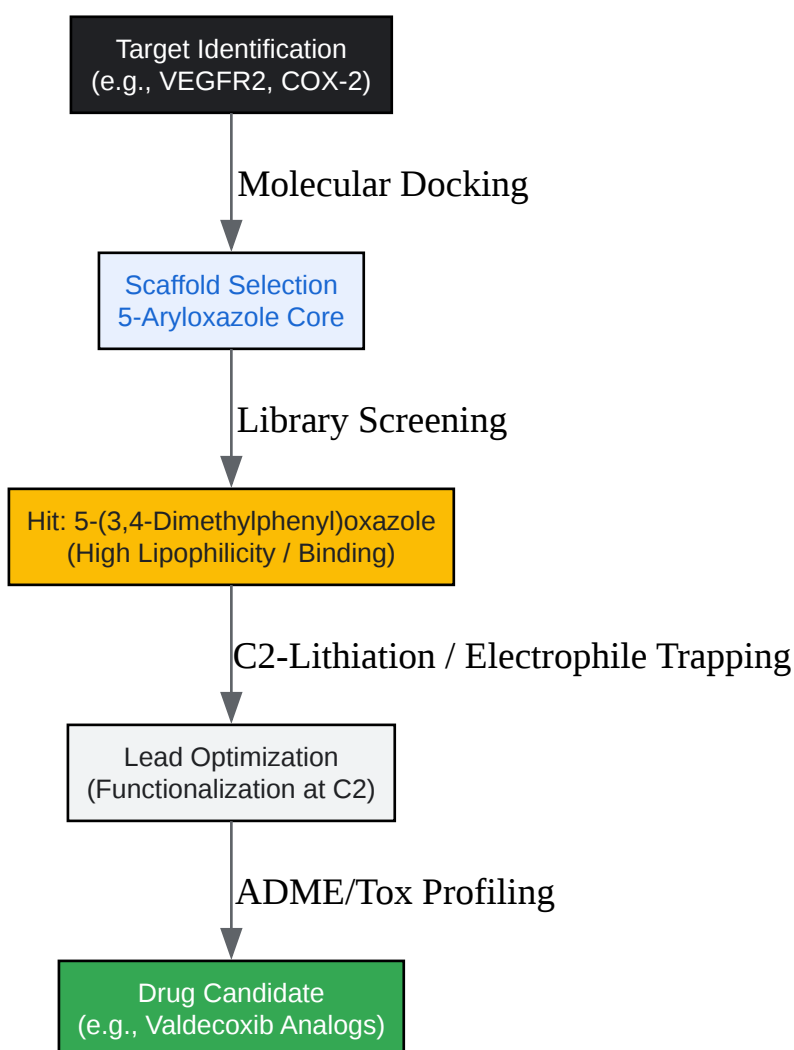 Target Identification
(e.g., VEGFR2, COX-2)
Molecular Docking
Scaffold Selection
5-Aryloxazole Core
Library Screening
Hit: 5-(3,4-Dimethylphenyl)oxazole
(High Lipophilicity / Binding)
C2-Lithiation / Electrophile Trapping
Lead Optimization
(Functionalization at C2)
ADME/Tox Profiling
Drug Candidate
(e.g., Valdecoxib Analogs)